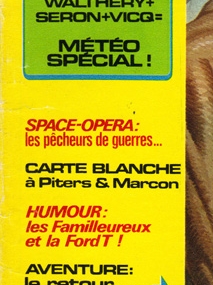 WALTHÉRY+
SERON+VICQ=
MÉTÉO
SPÉCIAL!
SPACE-OPERA:
les pêcheurs de guerres...
CARTE BLANCHE
à Piters & Marcon
HUMOUR:
les Familleureux
et la Ford T !
AVENTURE:
le retour